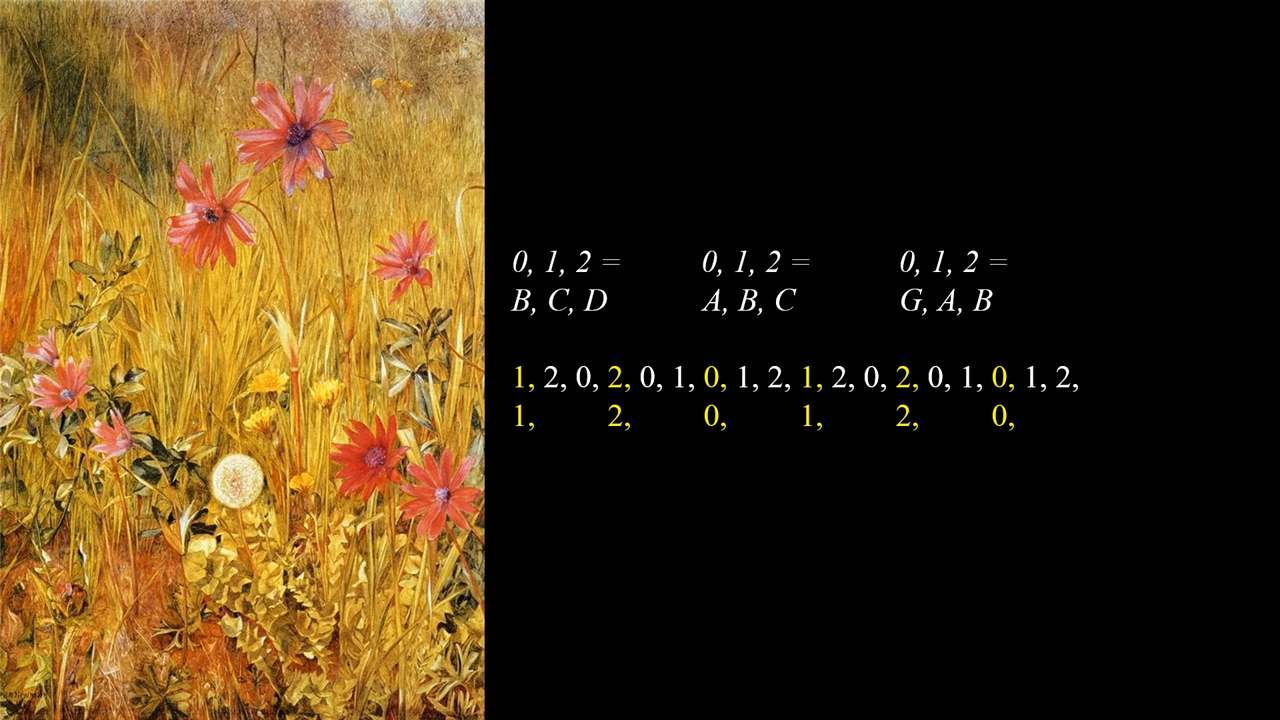 0, 1, 2 = 0, 1, 2 = 0, 1, 2 =
B, C, D A, B, C G, A, B
1, 2, 0, 2, 0, 1, 0, 1, 2, 1, 2, 0, 2, 0, 1, 0, 1, 2,
1, 2, 0, 1, 2, 0,